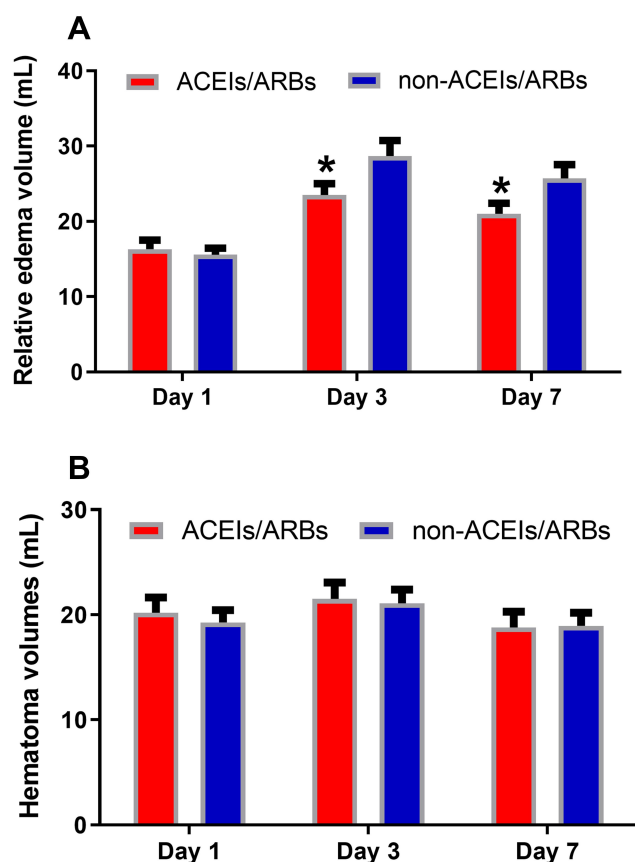 A
Relative edema volume (mL)
40
30
20
10
0
ACEIs/ARBs
non-ACEIs/ARBs
*
*
Day 1
Day 3
Day 7
B
Hematoma volumes (mL)
30
20
10
0
ACEIs/ARBs
non-ACEIs/ARBs
Day 1
Day 3
Day 7